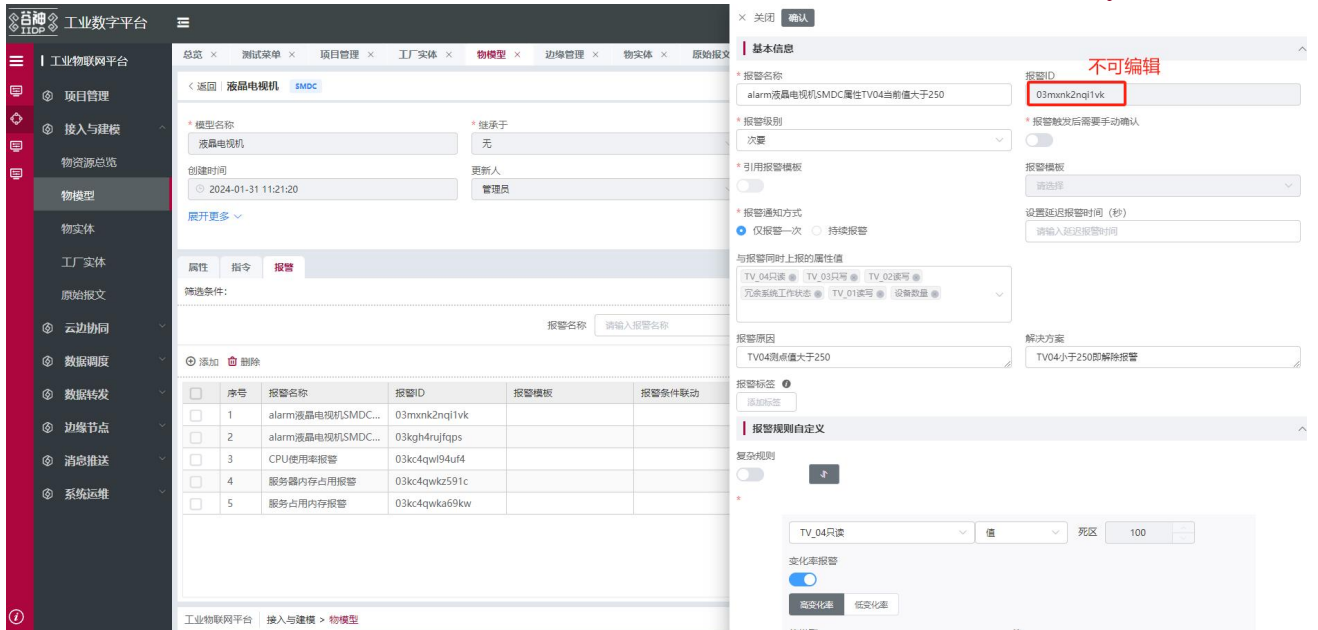 谷神 IIDP 工业数字平台
工业物联网平台
项目管理
接入与建模
物资源总览
物模型
物实体
工厂实体
原始报文
云边协同
数据调度
数据转发
边缘节点
消息推送
系统运维
总览 × 测试菜单 × 项目管理 × 工厂实体 × 物模型 × 边缘管理 × 物实体 × 原始报文
< 返回 液晶电视机 SMDC
* 模型名称 * 继承于
液晶电视机 无
创建时间 更新人
2024-01-31 11:21:20 管理员
展开更多
属性 指令 报警
筛选条件:
报警名称 请输入报警名称
添加 删除
序号 报警名称 报警ID 报警模板 报警条件联动
1 alarm液晶电视机SMDC... 03mxnk2nqi1vk
2 alarm液晶电视机SMDC... 03kgh4rujfqps
3 CPU使用率报警 03kc4qwl94uf4
4 服务器内存占用报警 03kc4qwkz591c
5 服务占用内存报警 03kc4qwka69kw
工业物联网平台 接入与建模 > 物模型
× 关闭 确认
基本信息
不可编辑
* 报警名称 报警ID
alarm液晶电视机SMDC属性TV04当前值大于250 03mxnk2nqi1vk
* 报警级别 * 报警触发后需要手动确认
次要
* 引用报警模板 报警模板
请选择
* 报警通知方式 设置延迟报警时间（秒）
仅报警一次 持续报警 请输入延迟报警时间
与报警同时上报的属性值
TV_04只读 TV_03只写 TV_02读写
冗余系统工作状态 TV_01读写 设备数量
报警原因 解决方案
TV04测点值大于250 TV04小于250即解除报警
报警标签
添加标签
报警规则自定义
复杂规则
*
TV_04只读 值 死区 100
变化率报警
高变化率 低变化率